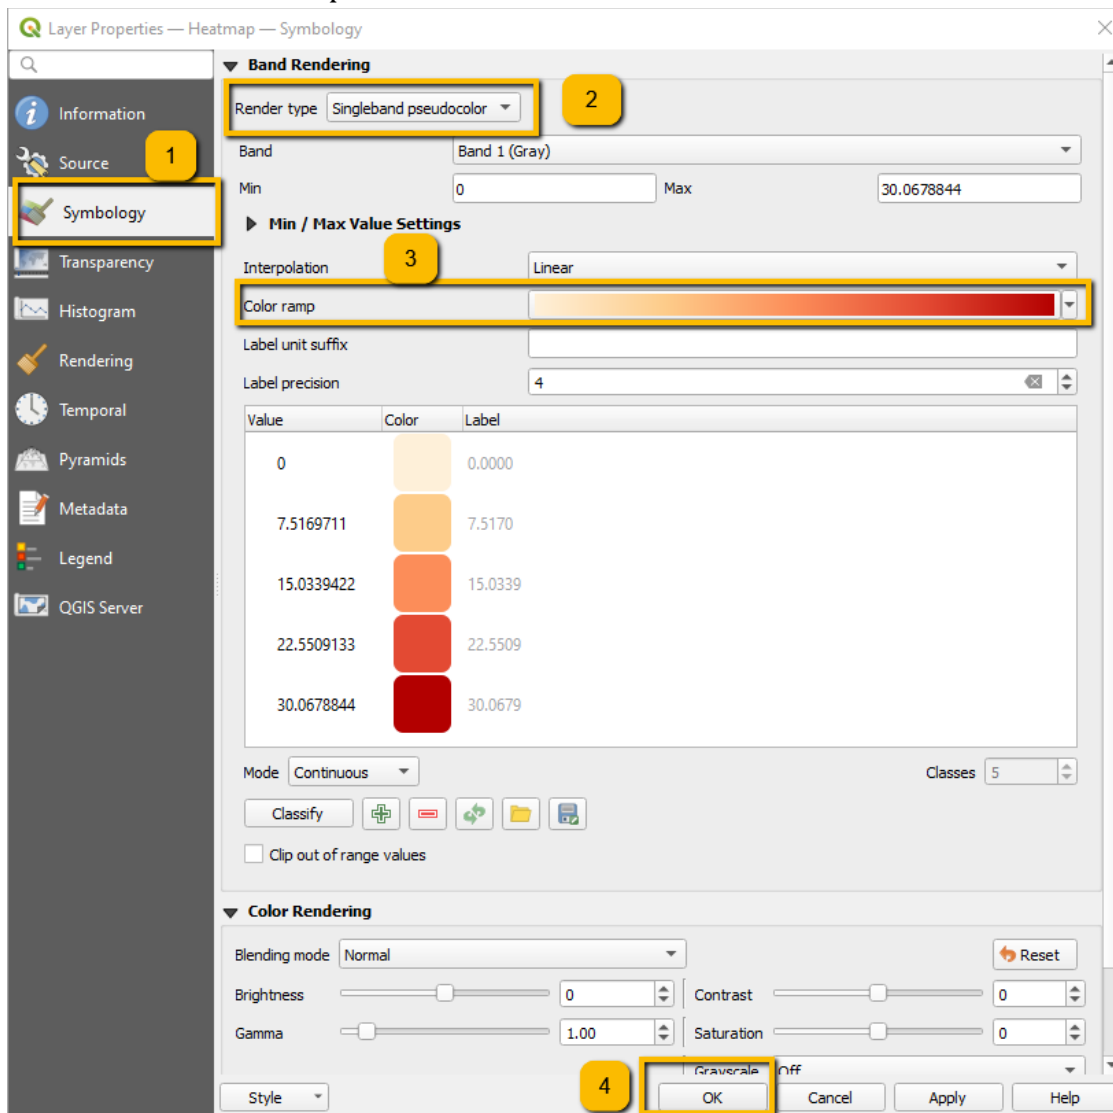 Layer Properties — Heatmap — Symbology
Information
Source
Symbology
Transparency
Histogram
Rendering
Temporal
Pyramids
Metadata
Legend
QGIS Server
1
Band Rendering
Render type Singleband pseudocolor
2
Band Band 1 (Gray)
Min 0 Max 30.0678844
Min / Max Value Settings
3
Interpolation Linear
Color ramp
Label unit suffix
Label precision 4
Value Color Label
0 0.0000
7.5169711 7.5170
15.0339422 15.0339
22.5509133 22.5509
30.0678844 30.0679
Mode Continuous Classes 5
Classify
Clip out of range values
Color Rendering
Blending mode Normal Reset
Brightness 0 Contrast 0
Gamma 1.00 Saturation 0
Grayscale Off
4
Style OK Cancel Apply Help